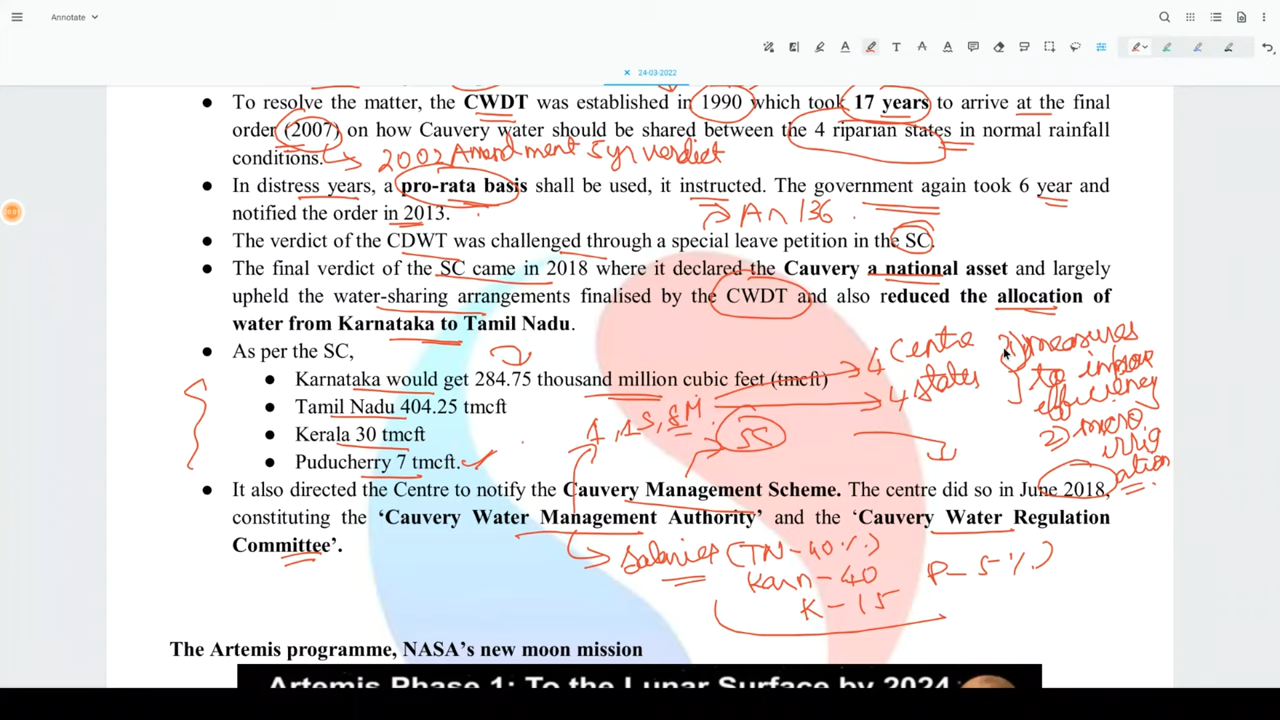 Annotate
24-03-2022
To resolve the matter, the CWDT was established in 1990 which took 17 years to arrive at the final
order (2007) on how Cauvery water should be shared between the 4 riparian states in normal rainfall
conditions.
2002 Amendment 5yr verdict
In distress years, a pro-rata basis shall be used, it instructed. The government again took 6 year and
notified the order in 2013.
136
The verdict of the CDWT was challenged through a special leave petition in the SC.
The final verdict of the SC came in 2018 where it declared the Cauvery a national asset and largely
upheld the water-sharing arrangements finalised by the CWDT and also reduced the allocation of
water from Karnataka to Tamil Nadu.
As per the SC,
Karnataka would get 284.75 thousand million cubic feet (tmcft)
Tamil Nadu 404.25 tmcft
Kerala 30 tmcft
Puducherry 7 tmcft.
1, 1S, 8M
SC
4 Centre
4 states
1) measures
to improve
efficiency
2) micro
irrig
ation
It also directed the Centre to notify the Cauvery Management Scheme. The centre did so in June 2018,
constituting the ‘Cauvery Water Management Authority’ and the ‘Cauvery Water Regulation
Committee’.
Salaries (TN-40%)
Karn-40
K-15
P-5%)
The Artemis programme, NASA’s new moon mission
Artemis Phase 1: To the Lunar Surface by 2024